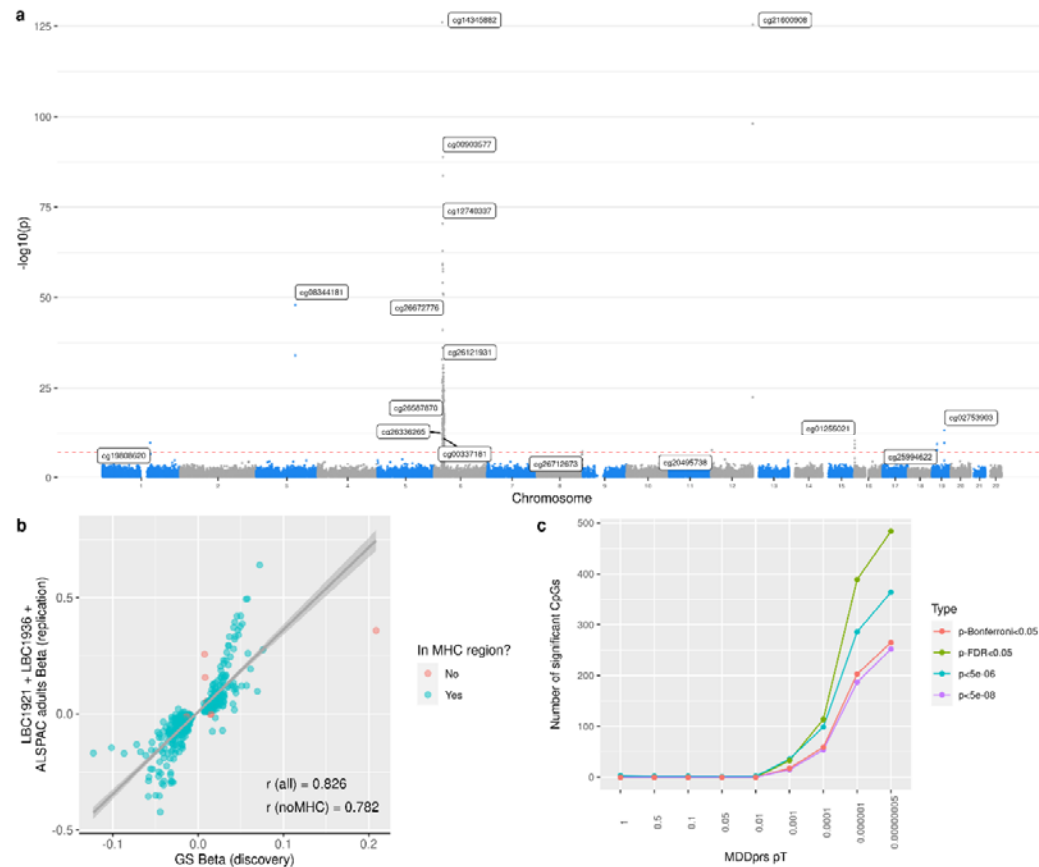 a
125
cg14345882
cg21600908
100
cg00903577
75
cg12740337
-log10(p)
50
cg08344181
cg26672776
cg26121931
25
cg26587870
cg26336265
cg01255021
cg02753903
cg19808620
cg00337181
cg26712673
cg20495738
cg25994622
0
1 2 3 4 5 6 7 8 9 10 11 12 13 14 15 16 17 18 19 20 21 22
Chromosome
b
LBC1921 + LBC1936 +
ALSPAC adults Beta (replication)
0.5
0.0
-0.5
r (all) = 0.826
r (noMHC) = 0.782
-0.1 0.0 0.1 0.2
GS Beta (discovery)
In MHC region?
No
Yes
c
Number of significant CpGs
500
400
300
200
100
0
1 0.5 0.1 0.05 0.01 0.001 0.0001 0.000001 0.00000005
MDDprs pT
Type
p-Bonferroni<0.05
p-FDR<0.05
p<5e-06
p<5e-08